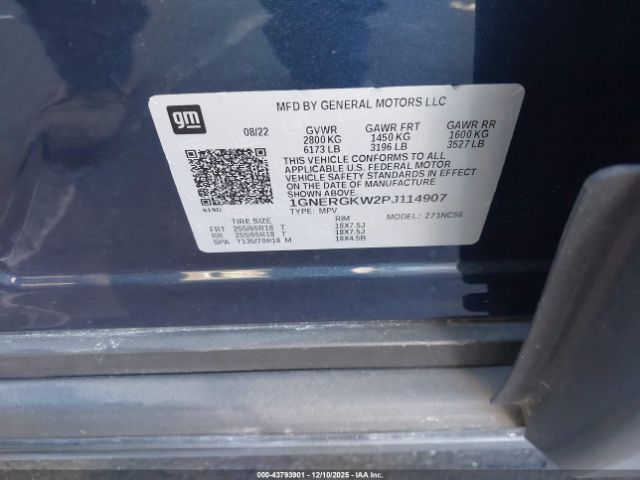 gm
MFD BY GENERAL MOTORS LLC
08/22 GVWR GAWR FRT GAWR RR
2800 KG 1450 KG 1600 KG
6173 LB 3196 LB 3527 LB
THIS VEHICLE CONFORMS TO ALL
APPLICABLE U.S. FEDERAL MOTOR
VEHICLE SAFETY STANDARDS IN EFFECT
ON THE DATE OF MANUFACTURE
SHOWN ABOVE.
619D 1GNERGKW2PJ114907
TYPE: MPV MODEL: 271NC56
TIRE SIZE RIM
FRT 255/65R18 T 18X7.5J
RR 255/65R18 T 18X7.5J
SPA T135/70R18 M 18X4.5B
000-43793901 - 12/10/2025 - IAA Inc.